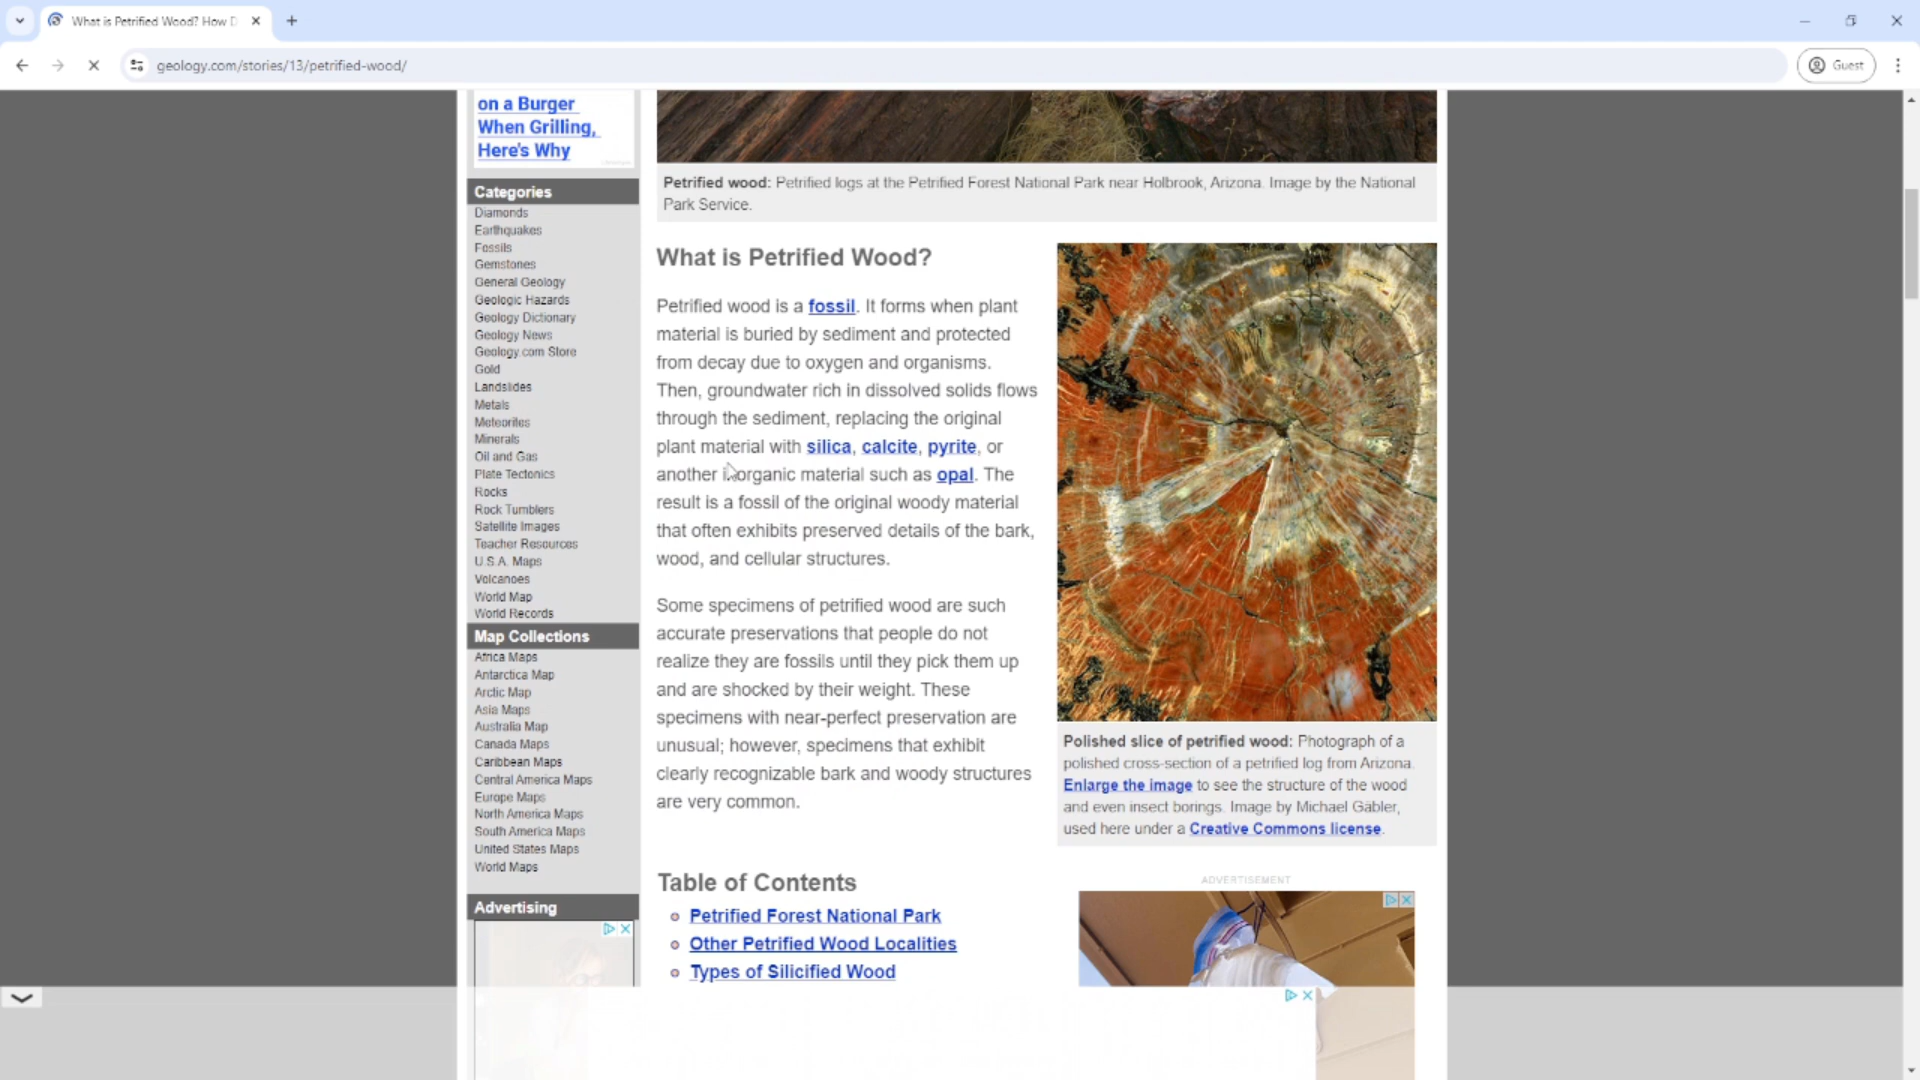 What is Petrified Wood? How D
geology.com/stories/13/petrified-wood/
Guest
on a Burger
When Grilling,
Here's Why
Categories
Diamonds
Earthquakes
Fossils
Gemstones
General Geology
Geologic Hazards
Geology Dictionary
Geology News
Geology.com Store
Gold
Landslides
Metals
Meteorites
Minerals
Oil and Gas
Plate Tectonics
Rocks
Rock Tumblers
Satellite Images
Teacher Resources
U.S.A. Maps
Volcanoes
World Map
World Records
Map Collections
Africa Maps
Antarctica Map
Arctic Map
Asia Maps
Australia Map
Canada Maps
Caribbean Maps
Central America Maps
Europe Maps
North America Maps
South America Maps
United States Maps
World Maps
Advertising
Petrified wood: Petrified logs at the Petrified Forest National Park near Holbrook, Arizona. Image by the National
Park Service.
What is Petrified Wood?
Petrified wood is a fossil. It forms when plant
material is buried by sediment and protected
from decay due to oxygen and organisms.
Then, groundwater rich in dissolved solids flows
through the sediment, replacing the original
plant material with silica, calcite, pyrite, or
another inorganic material such as opal. The
result is a fossil of the original woody material
that often exhibits preserved details of the bark,
wood, and cellular structures.
Some specimens of petrified wood are such
accurate preservations that people do not
realize they are fossils until they pick them up
and are shocked by their weight. These
specimens with near-perfect preservation are
unusual; however, specimens that exhibit
clearly recognizable bark and woody structures
are very common.
Polished slice of petrified wood: Photograph of a
polished cross-section of a petrified log from Arizona.
Enlarge the image to see the structure of the wood
and even insect borings. Image by Michael Gäbler,
used here under a Creative Commons license.
Table of Contents
Petrified Forest National Park
Other Petrified Wood Localities
Types of Silicified Wood
ADVERTISEMENT